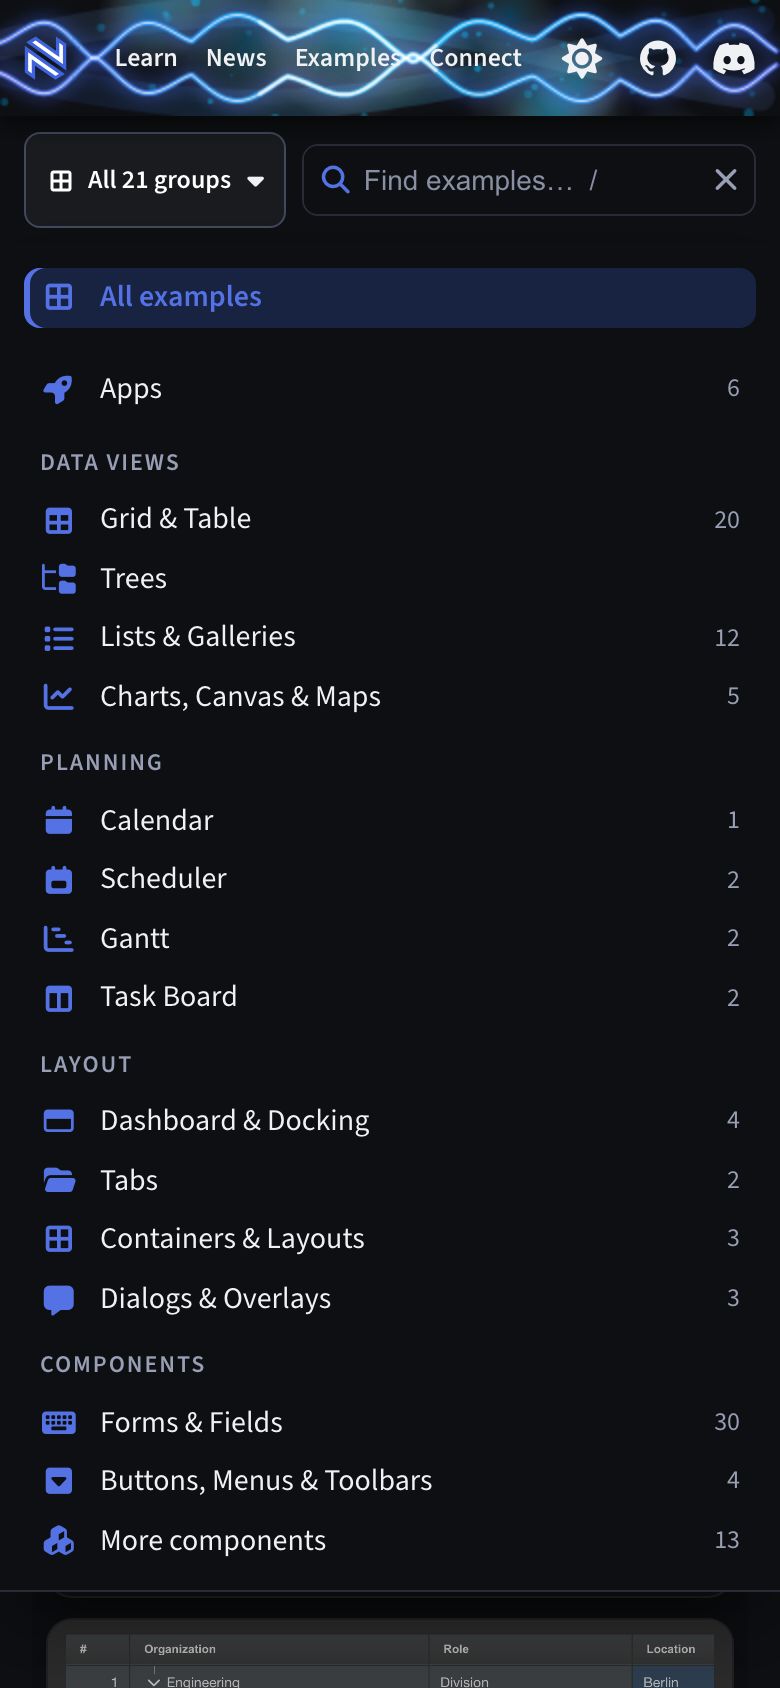 Learn News Examples Connect
All 21 groups
Find examples… /
All examples
Apps 6
DATA VIEWS
Grid & Table 20
Trees
Lists & Galleries 12
Charts, Canvas & Maps 5
PLANNING
Calendar 1
Scheduler 2
Gantt 2
Task Board 2
LAYOUT
Dashboard & Docking 4
Tabs 2
Containers & Layouts 3
Dialogs & Overlays 3
COMPONENTS
Forms & Fields 30
Buttons, Menus & Toolbars 4
More components 13
# Organization Role Location
1 Engineering Division Berlin